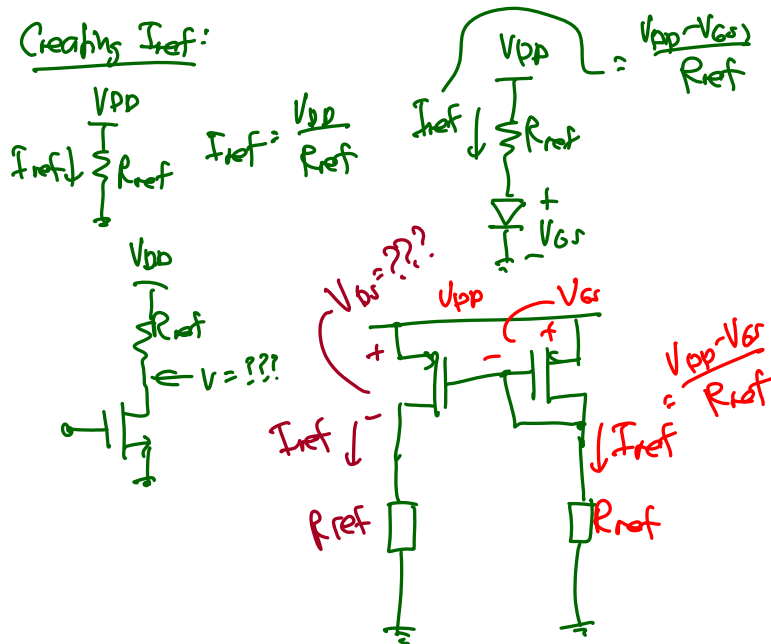 Creating Iref:
VDD
Iref
Rref
Iref = VDD / Rref
VDD
Iref
Rref
+
VGS
-
= VDD-VGS) / Rref
VDD
Rref
V = ???
VDS = ???
VDD
VGS
+
-
+
-
Iref
Rref
Iref = VDD-VGS / Rref
Rref